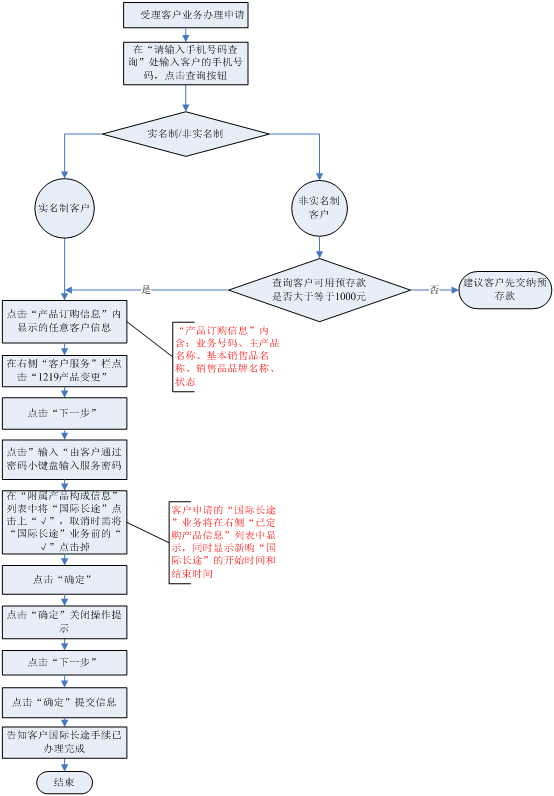 受理客户业务办理申请
在“请输入手机号码查
询”处输入客户的手机号
码，点击查询按钮
实名制/非实名制
实名制客户
非实名制
客户
查询客户可用预存款
是否大于等于1000元
是
否
建议客户先交纳预
存款
点击“产品订购信息”内
显示的任意客户信息
“产品订购信息”内
含：业务号码、主产品
名称、基本销售品名
称、销售品品牌名称、
状态
在右侧“客户服务”栏点
击“1219产品变更”
点击“下一步”
点击”输入“由客户通过
密码小键盘输入服务密码
在“附属产品构成信息”
列表中将“国际长途”点
击上“√”，取消时需将
“国际长途”业务前的“
√”点击掉
客户申请的“国际长途
”业务将在右侧“已定
购产品信息”列表中显
示，同时显示新购“国
际长途”的开始时间和
结束时间
点击“确定”
点击“确定”关闭操作提
示
点击“下一步”
点击“确定”提交信息
告知客户国际长途手续已
办理完成
结束